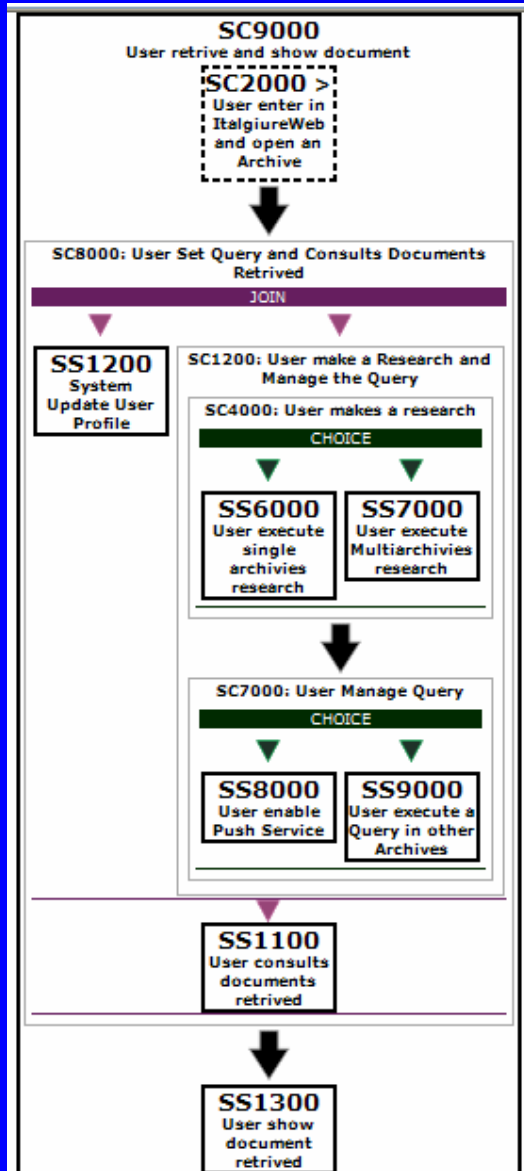 SC9000
User retrive and show document
SC2000 >
User enter in
ItalgiureWeb
and open an
Archive
SC8000: User Set Query and Consults Documents
Retrived
JOIN
SS1200
System
Update User
Profile
SC1200: User make a Research and
Manage the Query
SC4000: User makes a research
CHOICE
SS6000
User execute
single
archivies
research
SS7000
User execute
Multiarchivies
research
SC7000: User Manage Query
CHOICE
SS8000
User enable
Push Service
SS9000
User execute a
Query in other
Archives
SS1100
User consults
documents
retrived
SS1300
User show
document
retrived